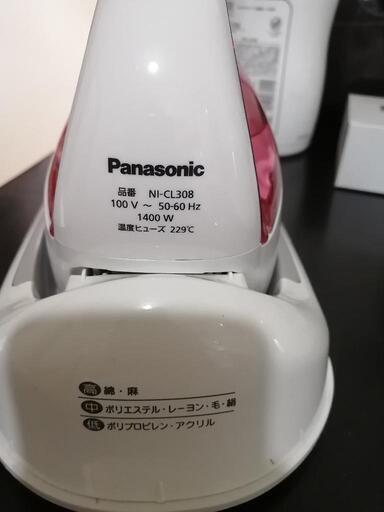 Panasonic
品番 NI-CL308
100 V ～ 50-60 Hz
1400 W
温度ヒューズ 229℃
高 綿・麻
中 ポリエステル・レーヨン・毛・絹
低 ポリプロピレン・アクリル